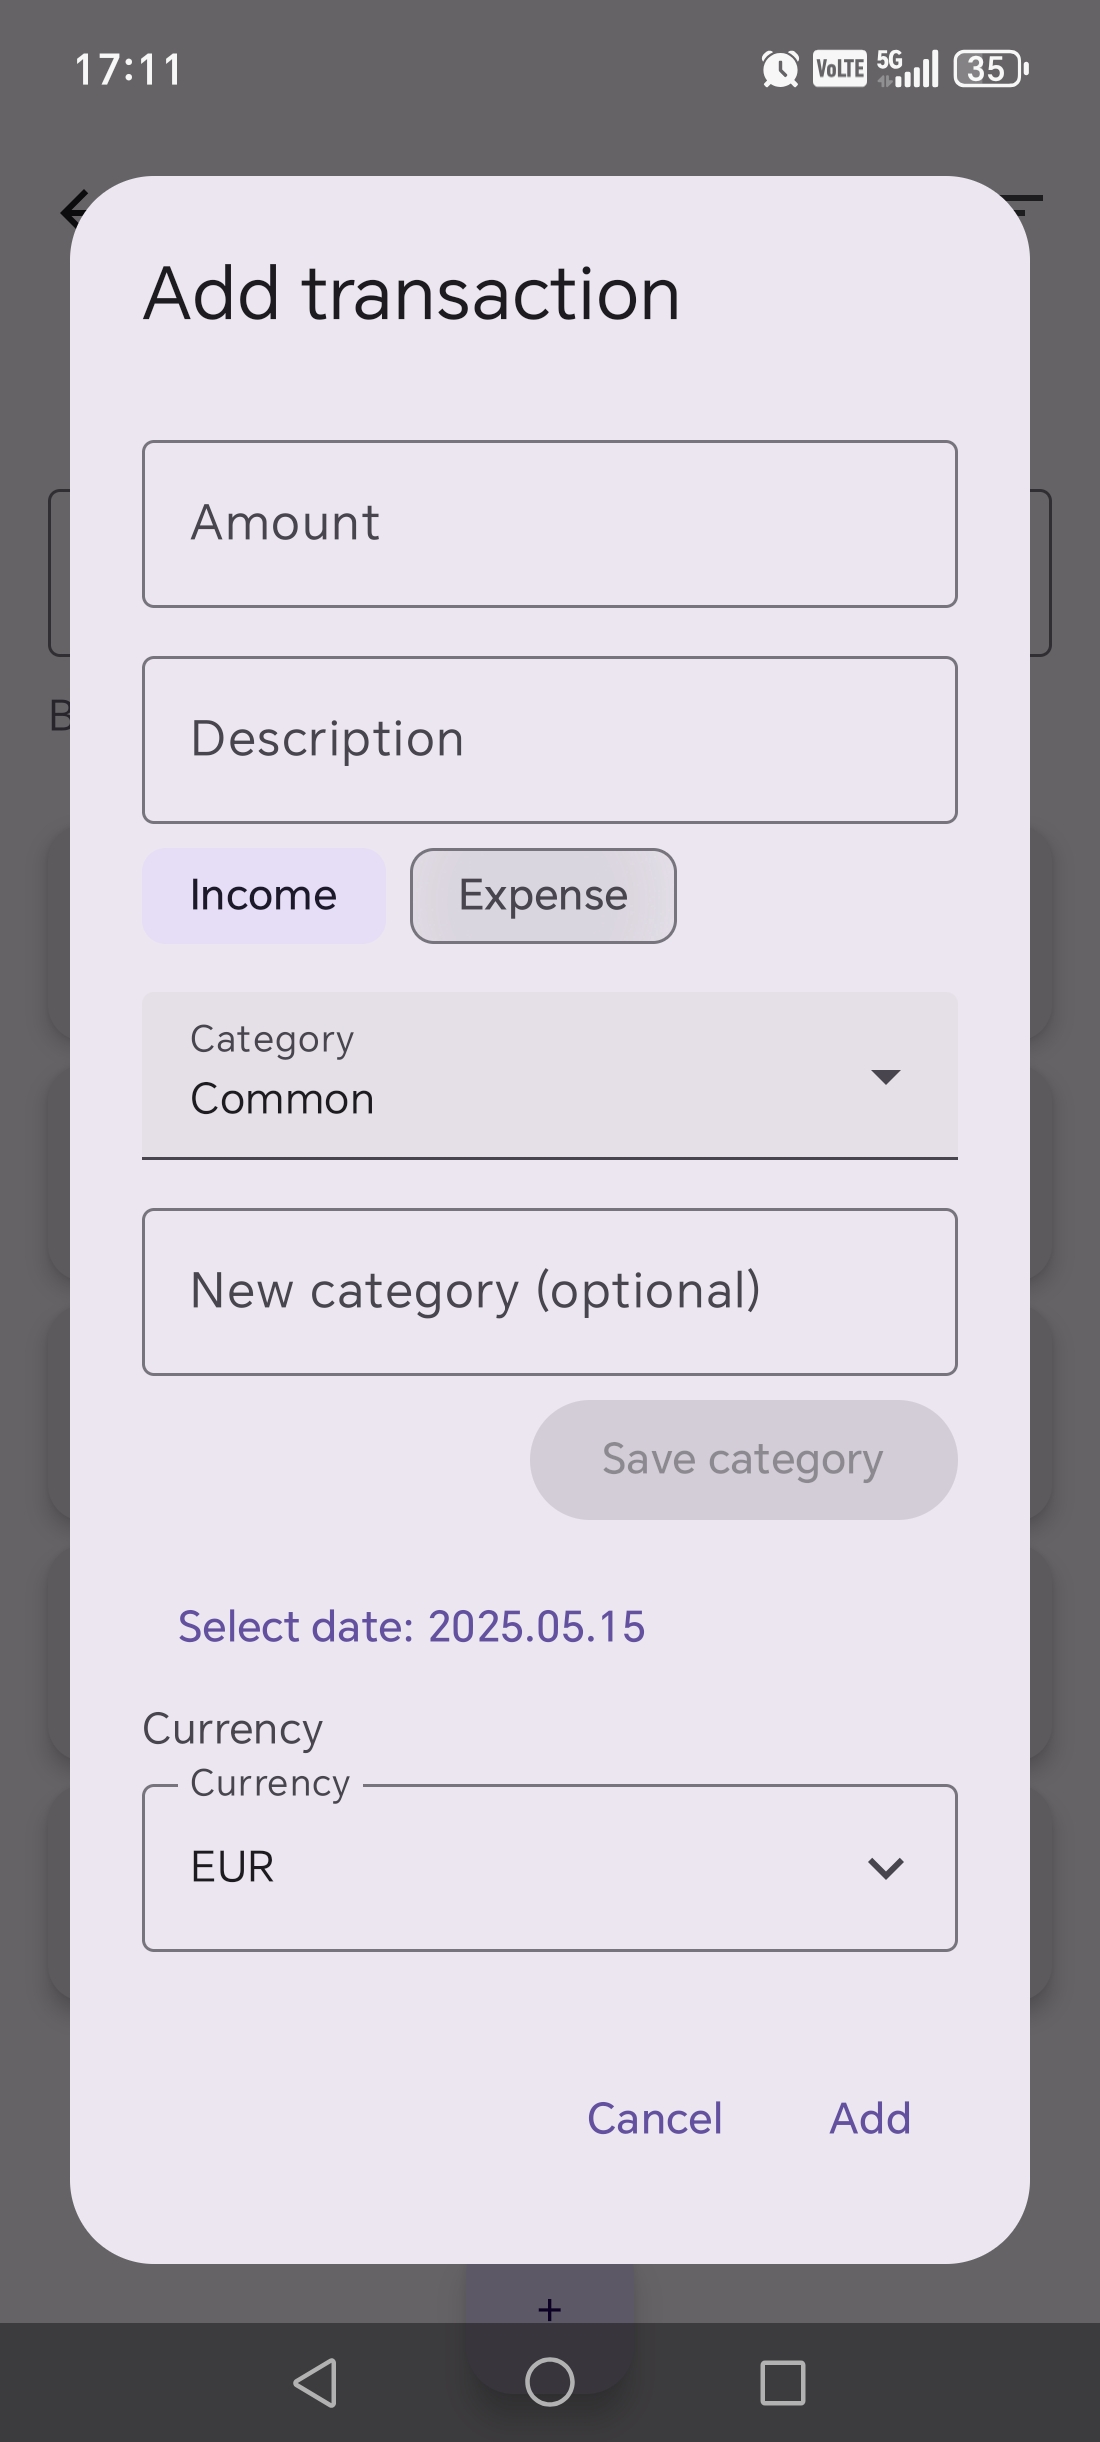 17:11
VoLTE 5G 35
Add transaction
Amount
Description
Income Expense
Category
Common
New category (optional)
Save category
Select date: 2025.05.15
Currency
Currency
EUR
Cancel Add
+